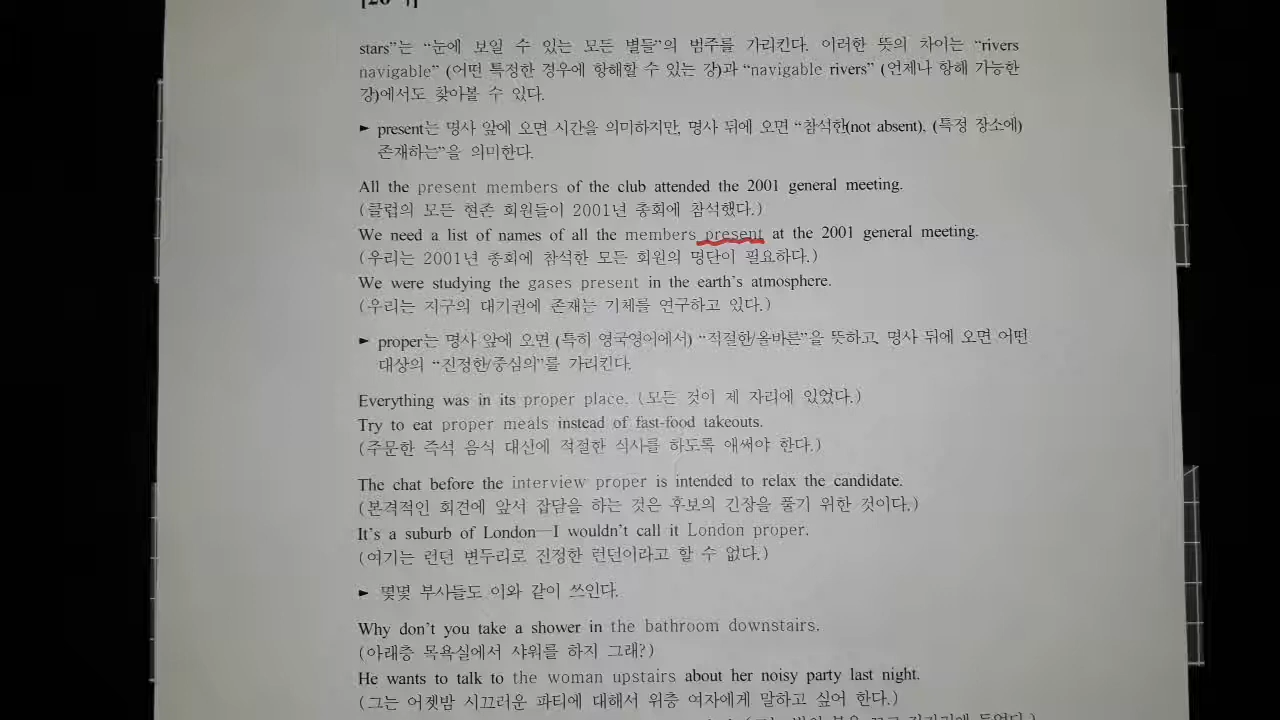 stars”는 “눈에 보일 수 있는 모든 별들”의 범주를 가리킨다. 이러한 뜻의 차이는 “rivers
navigable” (어떤 특정한 경우에 항해할 수 있는 강)과 “navigable rivers” (언제나 항해 가능한
강)에서도 찾아볼 수 있다.
► present는 명사 앞에 오면 시간을 의미하지만, 명사 뒤에 오면 “참석한(not absent), (특정 장소에)
존재하는”을 의미한다.
All the present members of the club attended the 2001 general meeting.
(클럽의 모든 현존 회원들이 2001년 총회에 참석했다.)
We need a list of names of all the members present at the 2001 general meeting.
(우리는 2001년 총회에 참석한 모든 회원의 명단이 필요하다.)
We were studying the gases present in the earth’s atmosphere.
(우리는 지구의 대기권에 존재는 기체를 연구하고 있다.)
► proper는 명사 앞에 오면 (특히 영국영어에서) “적절한/올바른”을 뜻하고, 명사 뒤에 오면 어떤
대상의 “진정한/중심의”를 가리킨다.
Everything was in its proper place. (모든 것이 제 자리에 있었다.)
Try to eat proper meals instead of fast-food takeouts.
(주문한 즉석 음식 대신에 적절한 식사를 하도록 애써야 한다.)
The chat before the interview proper is intended to relax the candidate.
(본격적인 회견에 앞서 잡담을 하는 것은 후보의 긴장을 풀기 위한 것이다.)
It’s a suburb of London—I wouldn’t call it London proper.
(여기는 런던 변두리로 진정한 런던이라고 할 수 없다.)
► 몇몇 부사들도 이와 같이 쓰인다.
Why don’t you take a shower in the bathroom downstairs.
(아래층 목욕실에서 샤워를 하지 그래?)
He wants to talk to the woman upstairs about her noisy party last night.
(그는 어젯밤 시끄러운 파티에 대해서 위층 여자에게 말하고 싶어 한다.)